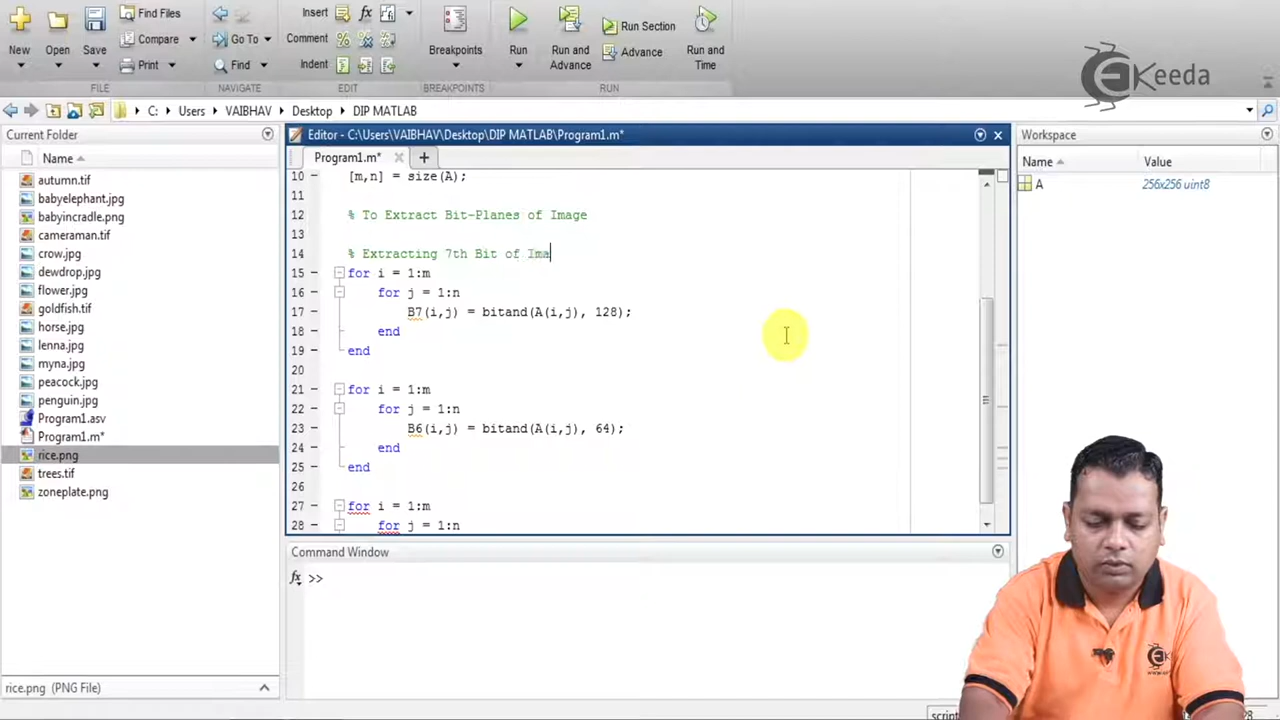 Insert fx
Find Files
Compare
Print
Go To
Find
Comment
Indent
New Open Save
Breakpoints
Run
Run and Advance
Run Section
Advance
Run and Time
FILE NAVIGATE EDIT BREAKPOINTS RUN
eKeeda
C: Users VAIBHAV Desktop DIP MATLAB
Current Folder
Name
autumn.tif
babyelephant.jpg
babyincradle.png
cameraman.tif
crow.jpg
dewdrop.jpg
flower.jpg
goldfish.tif
horse.jpg
lenna.jpg
myna.jpg
peacock.jpg
penguin.jpg
Program1.asv
Program1.m*
rice.png
trees.tif
zoneplate.png
rice.png (PNG File)
Editor - C:\Users\VAIBHAV\Desktop\DIP MATLAB\Program1.m*
Program1.m*
10 - [m,n] = size(A);
11
12 % To Extract Bit-Planes of Image
13
14 % Extracting 7th Bit of Ima
15 - for i = 1:m
16 - for j = 1:n
17 - B7(i,j) = bitand(A(i,j), 128);
18 - end
19 - end
20
21 - for i = 1:m
22 - for j = 1:n
23 - B6(i,j) = bitand(A(i,j), 64);
24 - end
25 - end
26
27 - for i = 1:m
28 - for j = 1:n
Command Window
fx >>
Workspace
Name Value
A 256x256 uint8